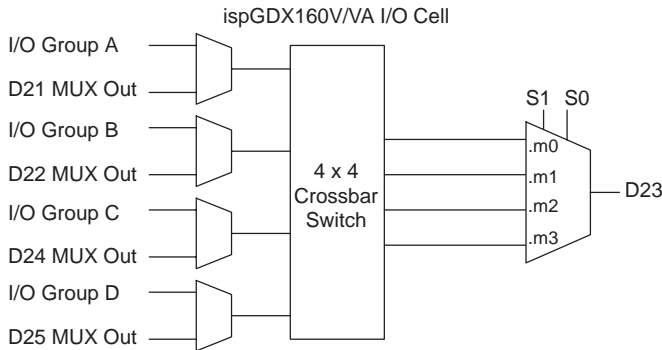 ispGDX160V/VA I/O Cell
I/O Group A
D21 MUX Out
I/O Group B
D22 MUX Out
I/O Group C
D24 MUX Out
I/O Group D
D25 MUX Out
4 x 4
Crossbar
Switch
S1 S0
.m0
.m1
.m2
.m3
D23